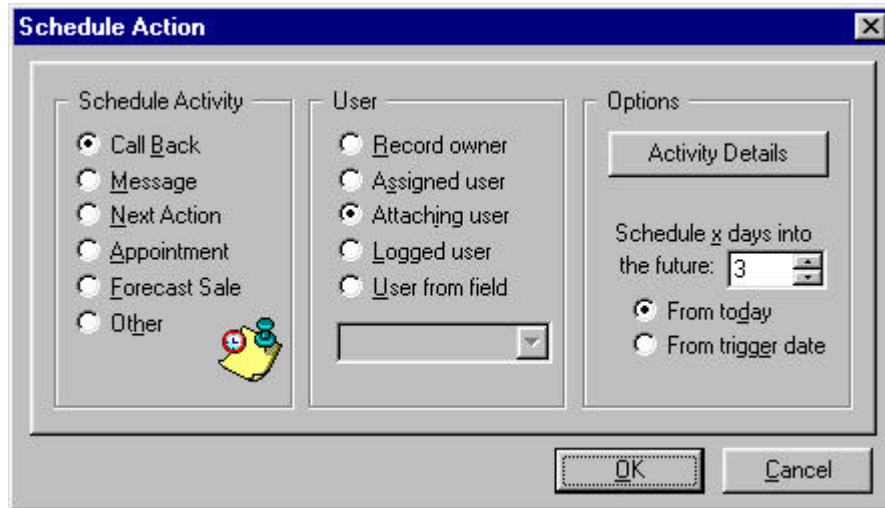 Schedule Action
Schedule Activity
Call Back
Message
Next Action
Appointment
Forecast Sale
Other
User
Record owner
Assigned user
Attaching user
Logged user
User from field
Options
Activity Details
Schedule x days into
the future: 3
From today
From trigger date
OK
Cancel